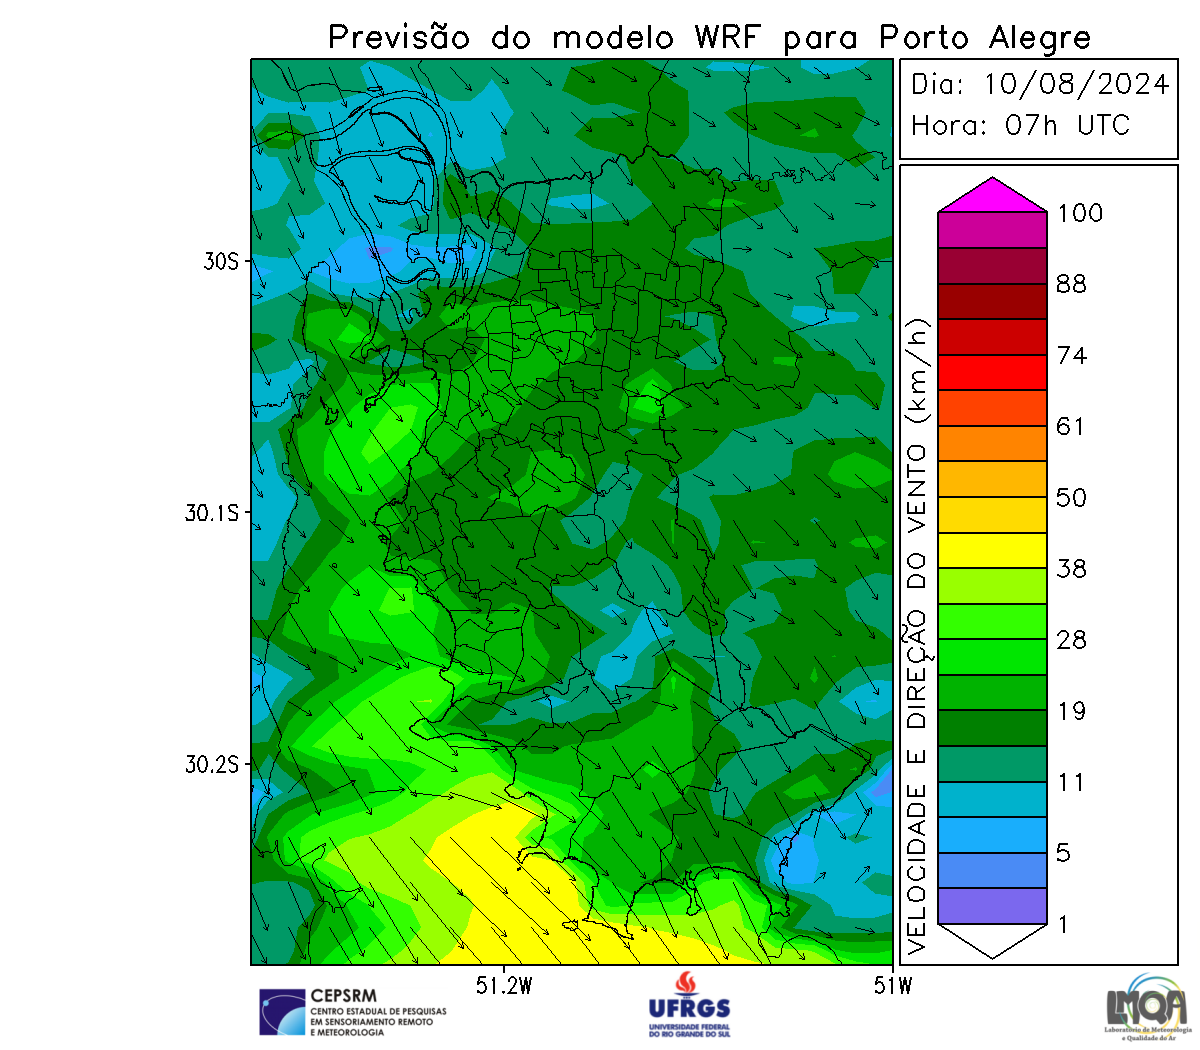 Previsão do modelo WRF para Porto Alegre
Dia: 10/08/2024
Hora: 07h UTC
30S
30.1S
30.2S
51.2W
51W
VELOCIDADE E DIREÇÃO DO VENTO (km/h)
100
88
74
61
50
38
28
19
11
5
1
CEPSRM
CENTRO ESTADUAL DE PESQUISAS
EM SENSORIAMENTO REMOTO
E METEOROLOGIA
UFRGS
UNIVERSIDADE FEDERAL
DO RIO GRANDE DO SUL
LMQA
Laboratório de Meteorologia
e Qualidade do Ar